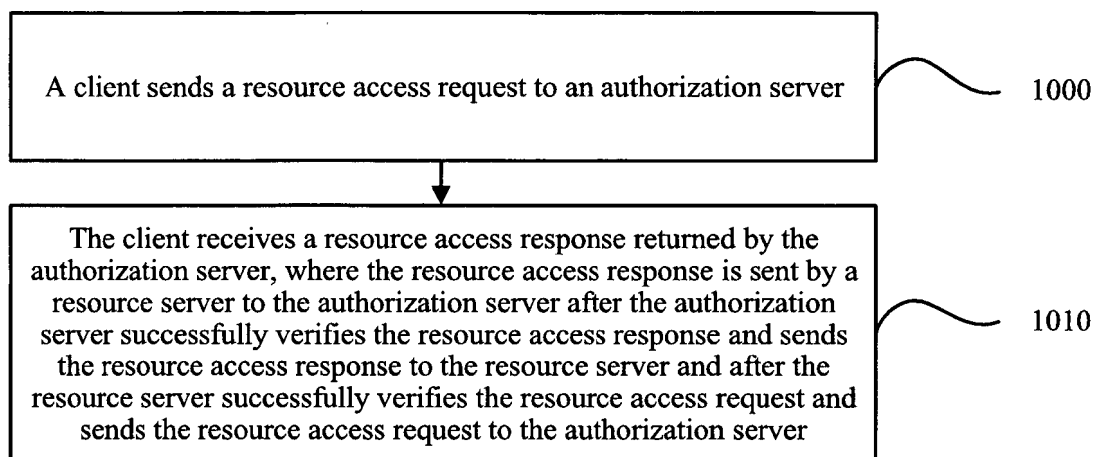 A client sends a resource access request to an authorization server
1000
The client receives a resource access response returned by the
authorization server, where the resource access response is sent by a
resource server to the authorization server after the authorization
server successfully verifies the resource access response and sends
the resource access response to the resource server and after the
resource server successfully verifies the resource access request and
sends the resource access request to the authorization server
1010